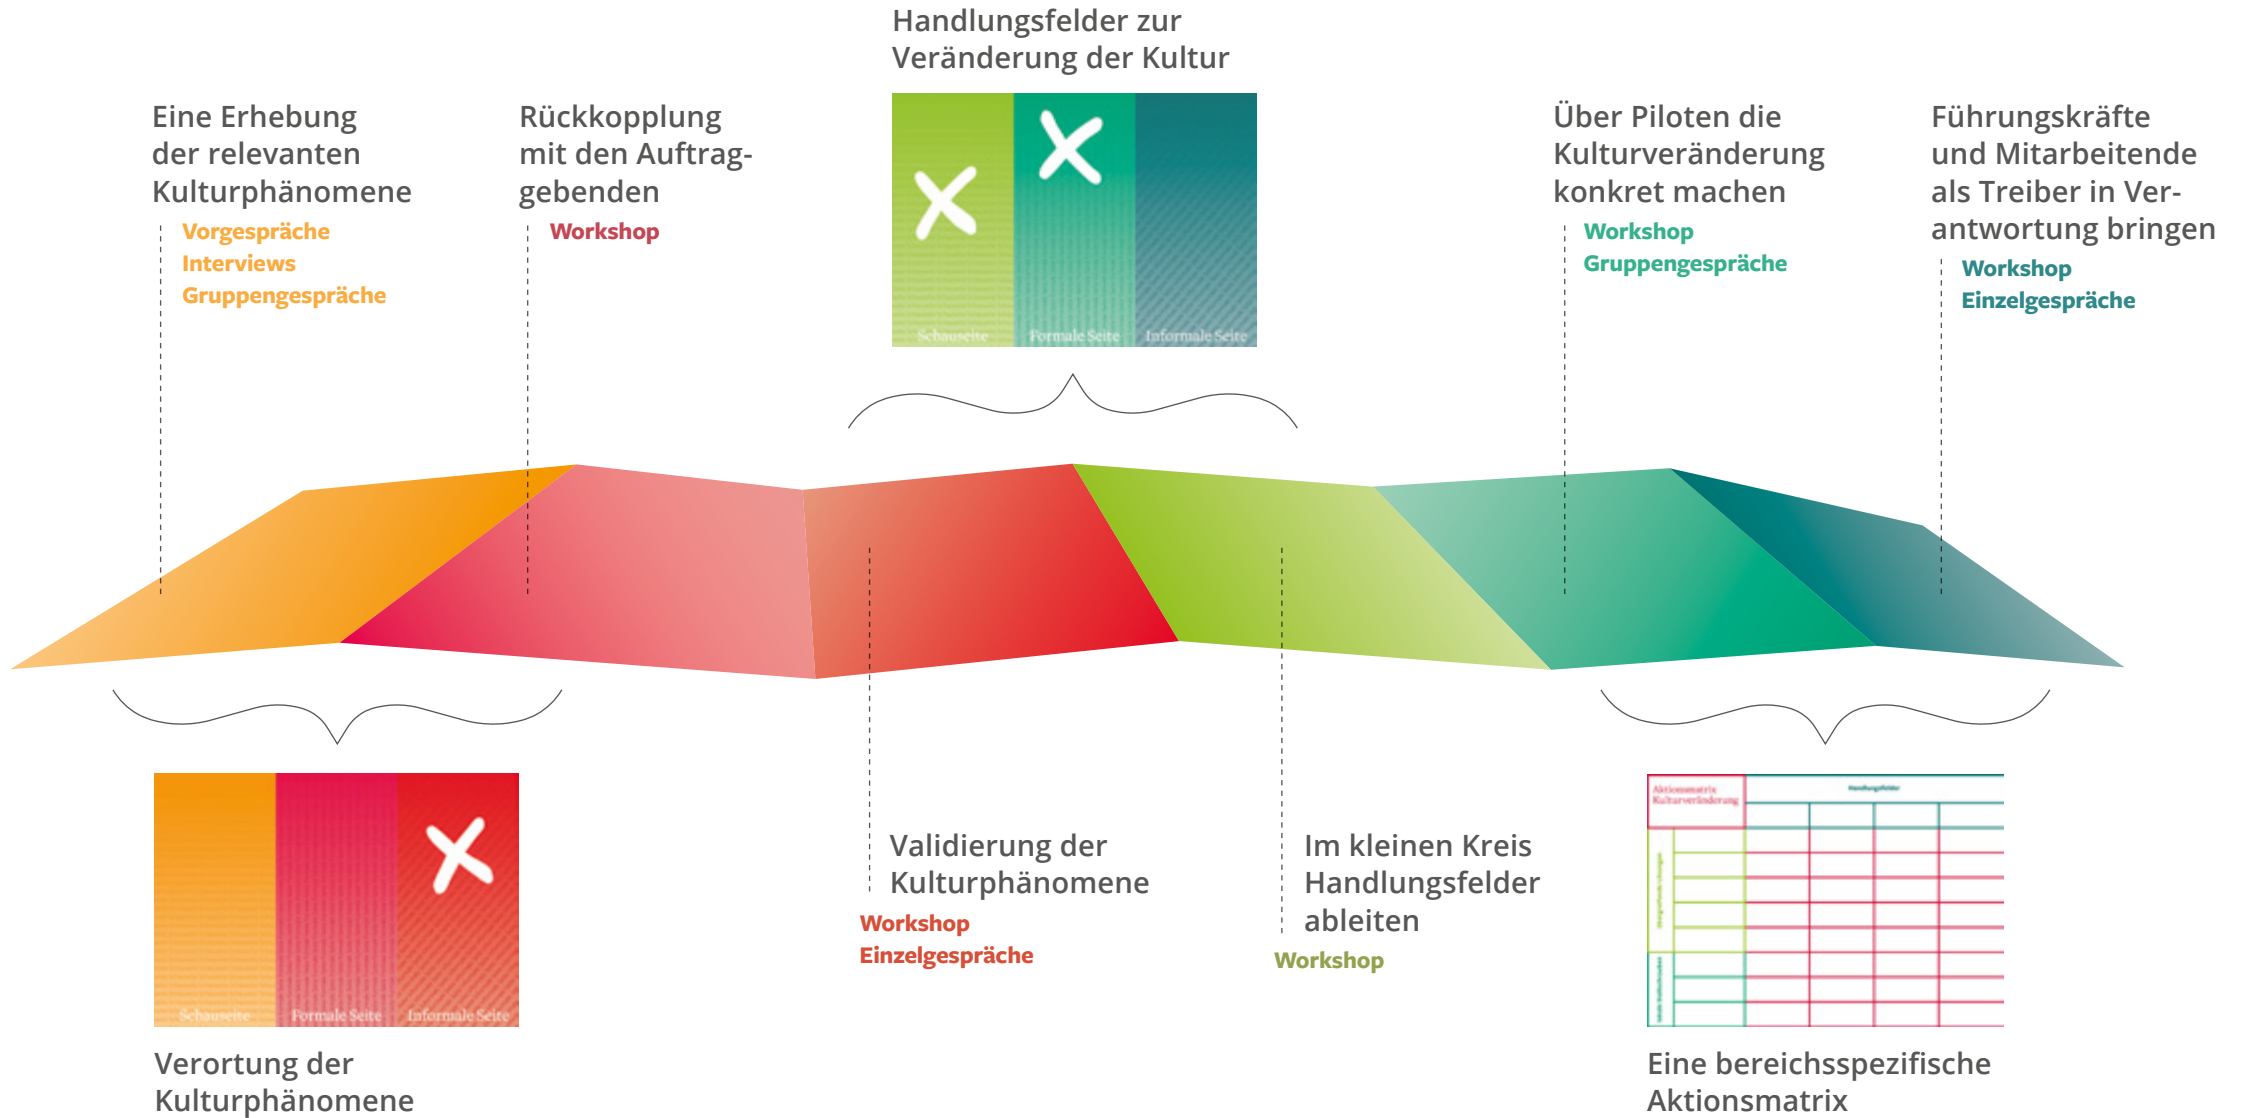 Handlungsfelder zur
Veränderung der Kultur
Schauseite
Formale Seite
Informale Seite
Eine Erhebung
der relevanten
Kulturphänomene
Vorgespräche
Interviews
Gruppengespräche
Rückkopplung
mit den Auftrag-
gebenden
Workshop
Über Piloten die
Kulturveränderung
konkret machen
Workshop
Gruppengespräche
Führungskräfte
und Mitarbeitende
als Treiber in Ver-
antwortung bringen
Workshop
Einzelgespräche
Schauseite
Formale Seite
Informale Seite
Verortung der
Kulturphänomene
Validierung der
Kulturphänomene
Workshop
Einzelgespräche
Im kleinen Kreis
Handlungsfelder
ableiten
Workshop
Aktionsmatrix
Kulturveränderung
Handlungsfelder
Eine bereichsspezifische
Aktionsmatrix